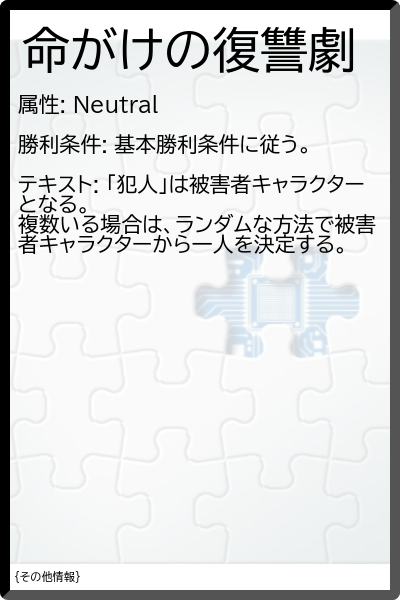 命がけの復讐劇
属性: Neutral
勝利条件: 基本勝利条件に従う。
テキスト: 「犯人」は被害者キャラクター
となる。
複数いる場合は、ランダムな方法で被害
者キャラクターから一人を決定する。
{その他情報}